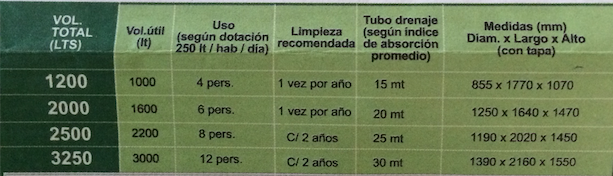 VOL. TOTAL (LTS) Vol.útil (lt) Uso (según dotación 250 lt / hab / día) Limpieza recomendada Tubo drenaje (según índice de absorción promedio) Medidas (mm) Diam. x Largo x Alto (con tapa)
1200 1000 4 pers. 1 vez por año 15 mt 855 x 1770 x 1070
2000 1600 6 pers. 1 vez por año 20 mt 1250 x 1640 x 1470
2500 2200 8 pers. C/ 2 años 25 mt 1190 x 2020 x 1450
3250 3000 12 pers. C/ 2 años 30 mt 1390 x 2160 x 1550